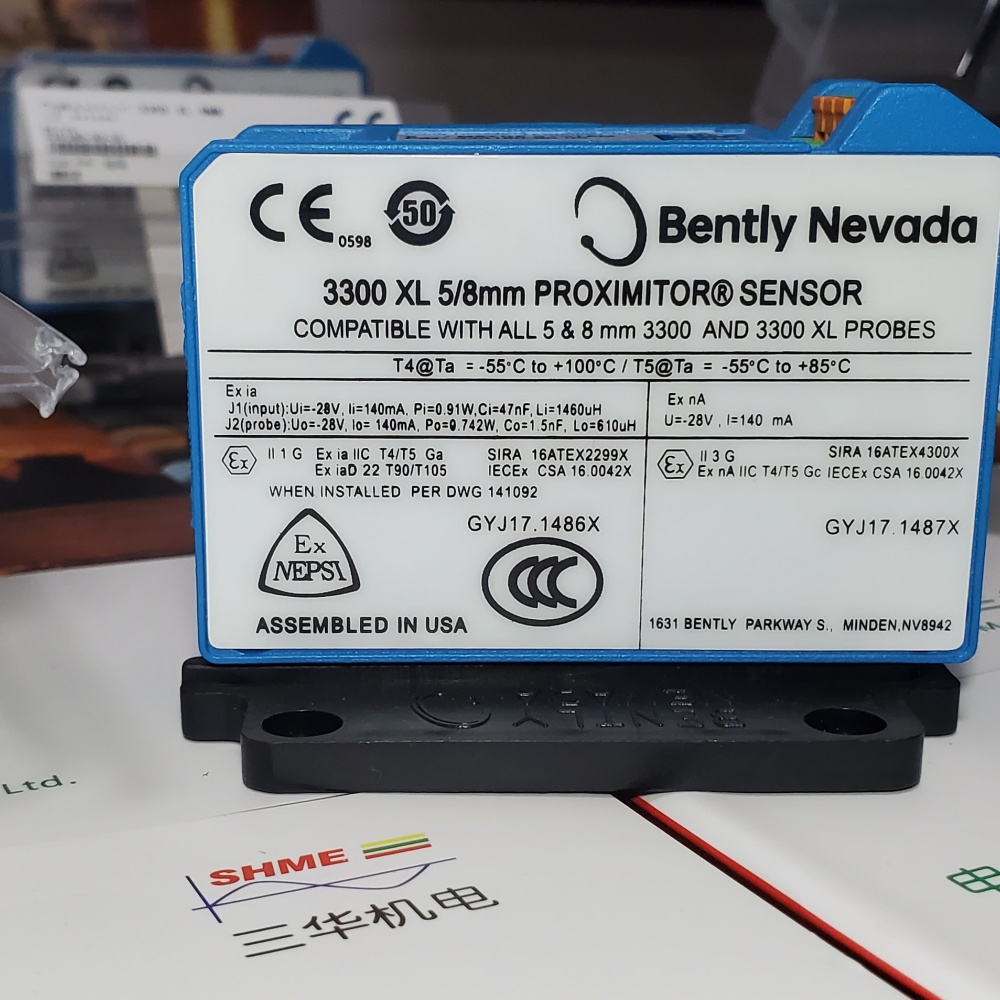 CE 0598
50
Bently Nevada
3300 XL 5/8mm PROXIMITOR® SENSOR
COMPATIBLE WITH ALL 5 & 8 mm 3300 AND 3300 XL PROBES
T4@Ta = -55°C to +100°C / T5@Ta = -55°C to +85°C
Ex ia
J1(input):Ui=-28V, Ii=140mA, Pi=0.91W,Ci=47nF, Li=1460uH
J2(probe):Uo=-28V, Io= 140mA, Po=0.742W, Co=1.5nF, Lo=610uH
Ex nA
U=-28V , I=140 mA
Ex II 1 G Ex ia IIC T4/T5 Ga SIRA 16ATEX2299X
Ex iaD 22 T90/T105 IECEx CSA 16.0042X
WHEN INSTALLED PER DWG 141092
Ex II 3 G SIRA 16ATEX4300X
Ex nA IIC T4/T5 Gc IECEx CSA 16.0042X
GYJ17.1486X
GYJ17.1487X
Ex
NEPSI
CCC
ASSEMBLED IN USA
1631 BENTLY PARKWAY S., MINDEN,NV8942
BENTLY
Ltd.
SHME
三华机电
电